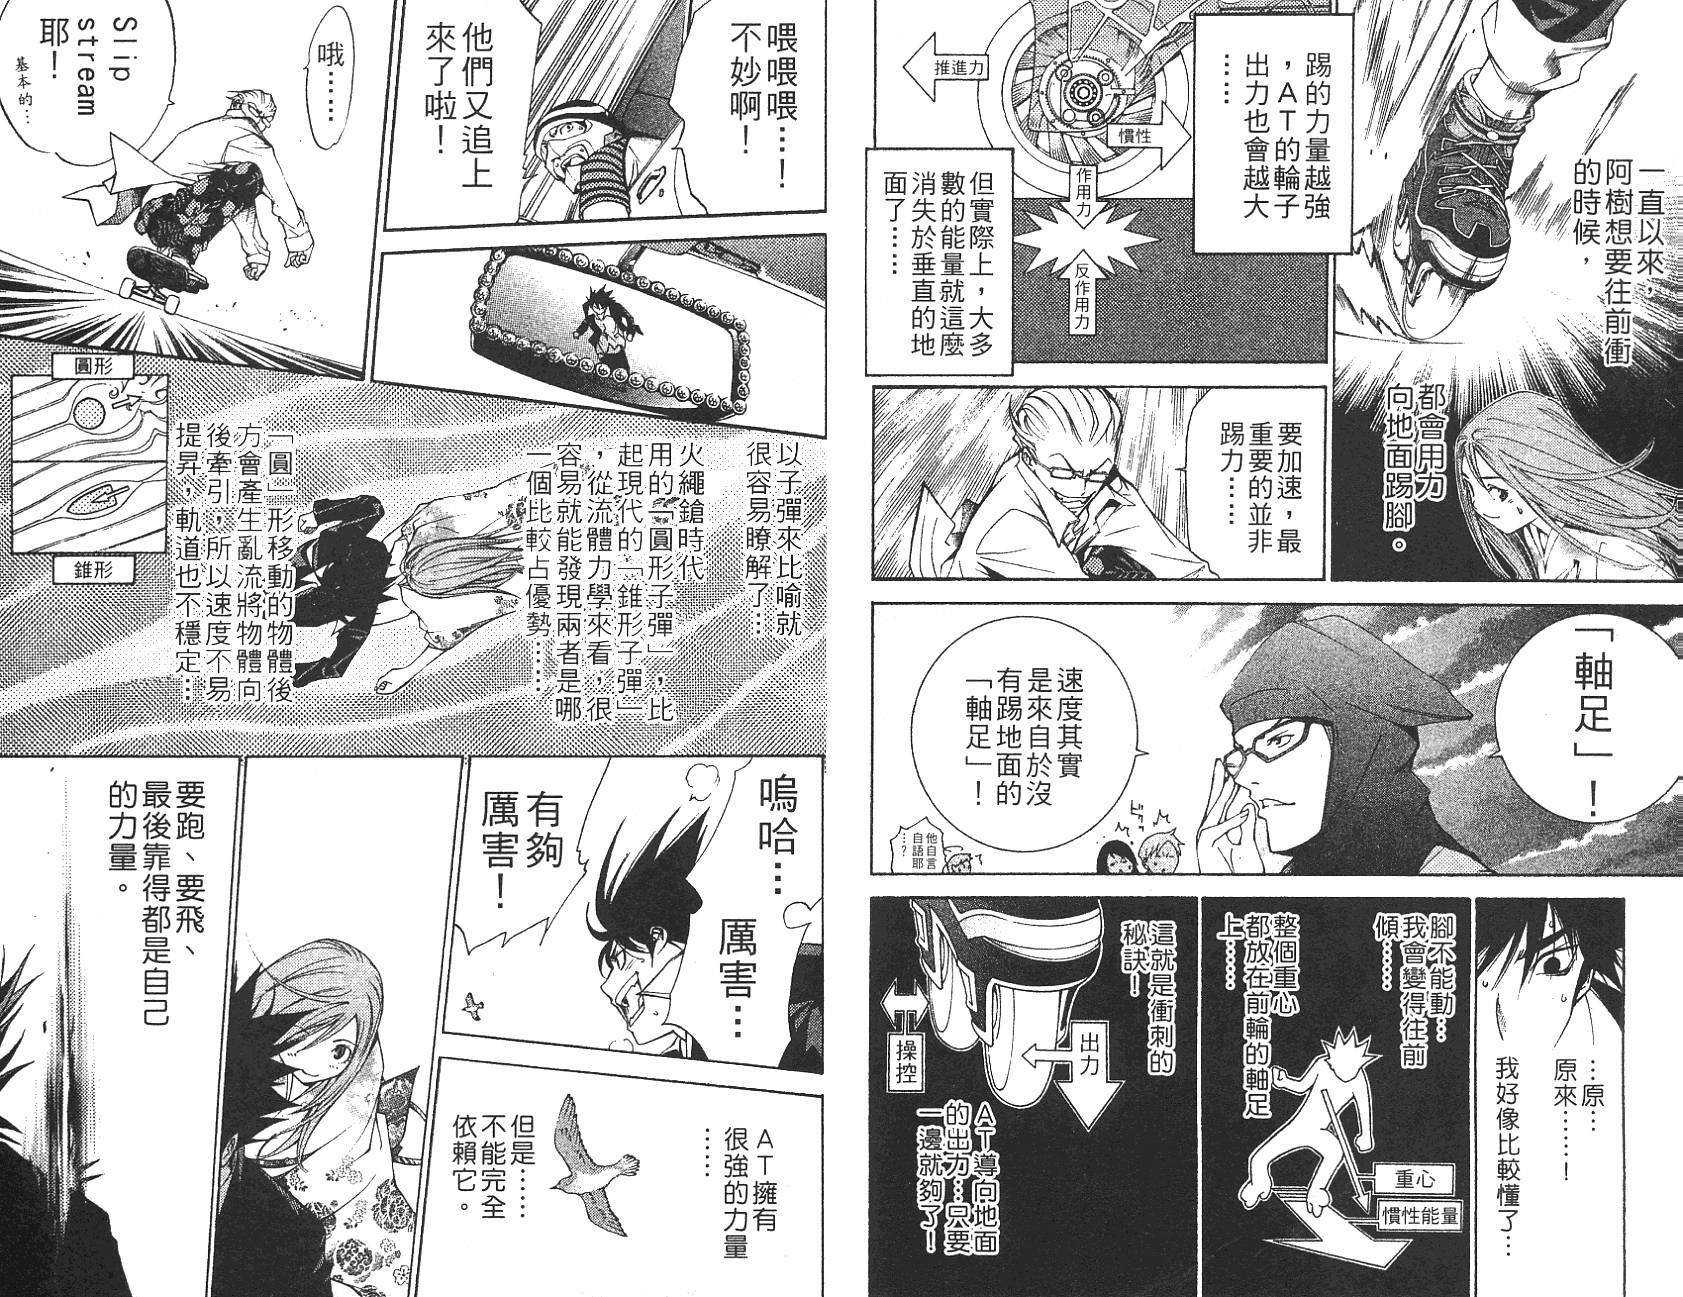 一直以來，
阿樹想要往前衝
的時候，
都會用力
向地面踢腳。
踢的力量越強
，AT的輪子
出力也會越大
……
推進力
慣性
作用力
反作用力
但實際上，大多
數的能量就這麼
消失於垂直的地
面了……
要加速，最
重要的並非
踢力……
「軸足」！
速度其實
是來自於沒
有踢地面的
「軸足」！
ドキ
他自言
自語耶
…？
…原…
原來……！
我好像比較懂了…
腳不能動…
我會變得往前
傾……
整個重心
都放在前輪的軸足
上……
重心
慣性能量
這就是衝刺的
秘訣！
出力
操控
AT導向地面
的出力…只要
一邊就夠了！
喂喂喂…！
不妙啊！
他們又追上
來了啦！
哦……
Slip
stream
耶！
基本的…
以子彈來比喻就
很容易瞭解了…
火繩鎗時代
用的「圓形子彈」，比
起現代的「錐形子彈」
，從流體力學來看，很
容易就能發現兩者是哪
一個比較占優勢……
「圓」形移動的物體後
方會產生亂流將物體向
後牽引，所以速度不易
提昇，軌道也不穩定…
圓形
錐形
嗚哈…
厲害…
有夠
厲害！
AT擁有
很強的力量
……
但是……
不能完全
依賴它。
要跑、要飛、
最後靠得都是自己
的力量。